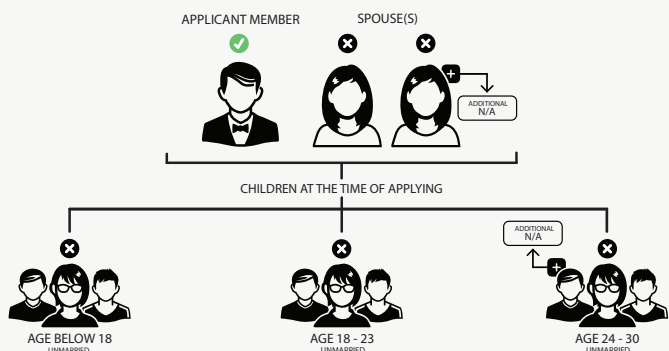 APPLICANT MEMBER
SPOUSE(S)
ADDITIONAL
N/A
CHILDREN AT THE TIME OF APPLYING
ADDITIONAL
N/A
AGE BELOW 18
UNMARRIED
AGE 18 - 23
UNMARRIED
AGE 24 - 30
UNMARRIED